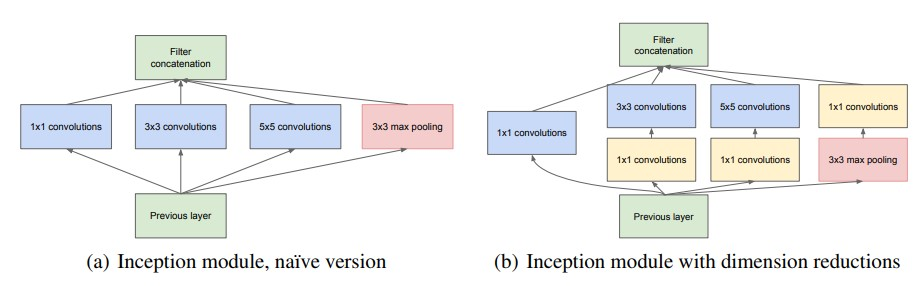 Filter
concatenation
1x1 convolutions
3x3 convolutions
5x5 convolutions
3x3 max pooling
Previous layer
(a) Inception module, naïve version
Filter
concatenation
3x3 convolutions
5x5 convolutions
1x1 convolutions
1x1 convolutions
1x1 convolutions
1x1 convolutions
3x3 max pooling
Previous layer
(b) Inception module with dimension reductions